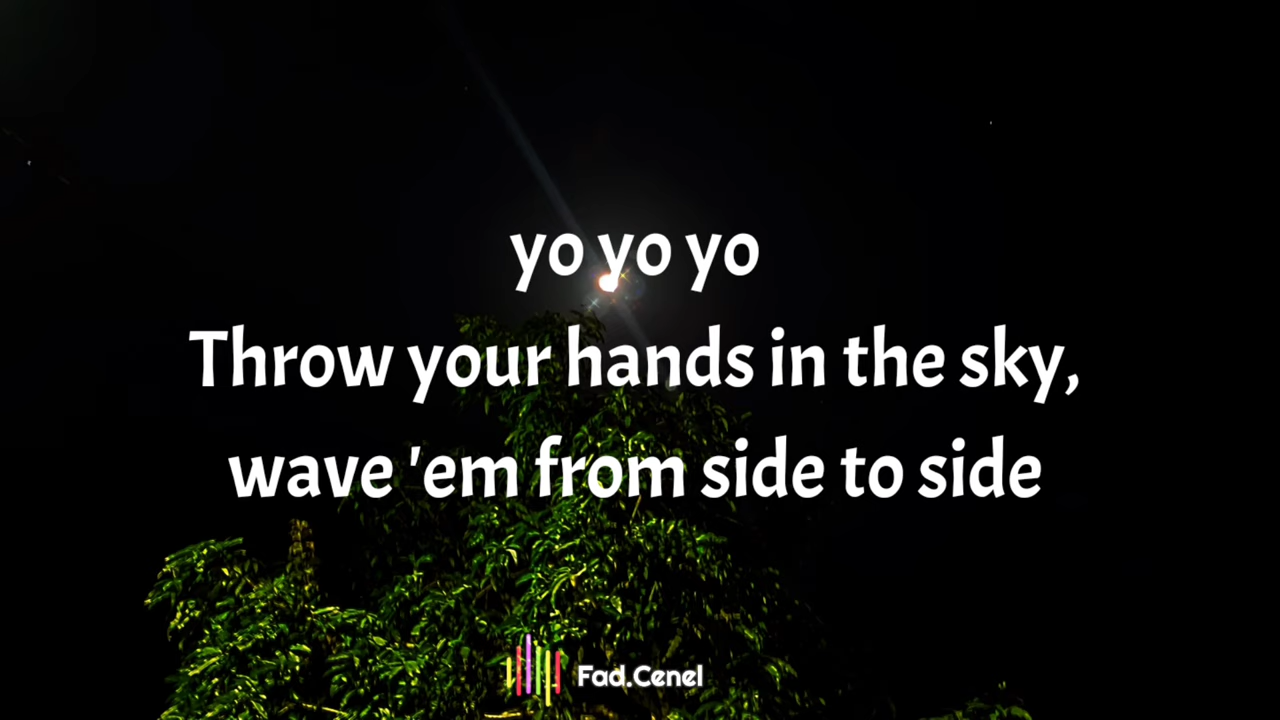 yo yo yo
Throw your hands in the sky,
wave 'em from side to side
Fad.Cenel